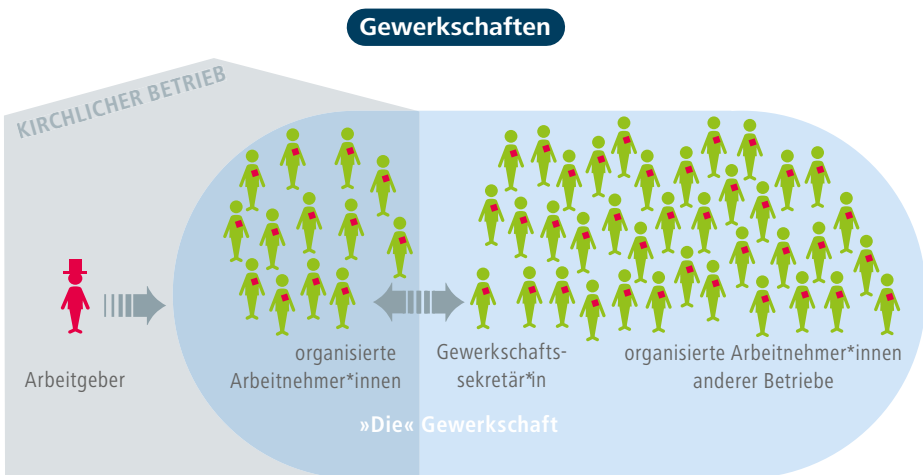 Gewerkschaften
KIRCHLICHER BETRIEB
Arbeitgeber
organisierte
Arbeitnehmer*innen
Gewerkschafts-
sekretär*in
organisierte Arbeitnehmer*innen
anderer Betriebe
»Die« Gewerkschaft